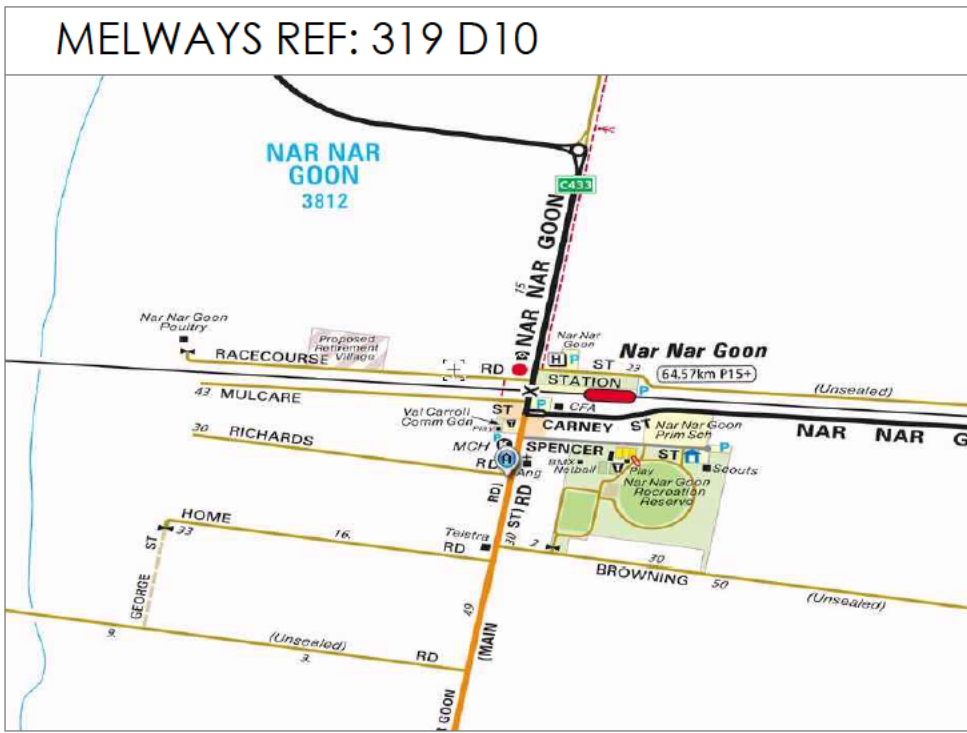 MELWAYS REF: 319 D10
NAR NAR
GOON
3812
C433
NAR NAR GOON
15
Nar Nar Goon
Poultry
Proposed
Retirement
Village
RACECOURSE RD
Nar Nar
Goon
H P
ST 23
Nar Nar Goon
64.57km P15+
(Unsealed)
STATION
P
43 MULCARE ST
P
CFA
X
Val Carroll
Comm Gdn
Play
P
CARNEY ST
Nar Nar Goon
Prim Sch
NAR NAR G
30 RICHARDS RD
MCH
A
Ang
SPENCER ST
P
BMX
Netball
Play
Scouts
Nar Nar Goon
Recreation
Reserve
RD)
ST) RD
30
HOME RD
33
16.
Telstra
2
30
BROWNING
50
(Unsealed)
GEORGE ST
49
(MAIN
9.
(Unsealed)
3.
RD
GOON